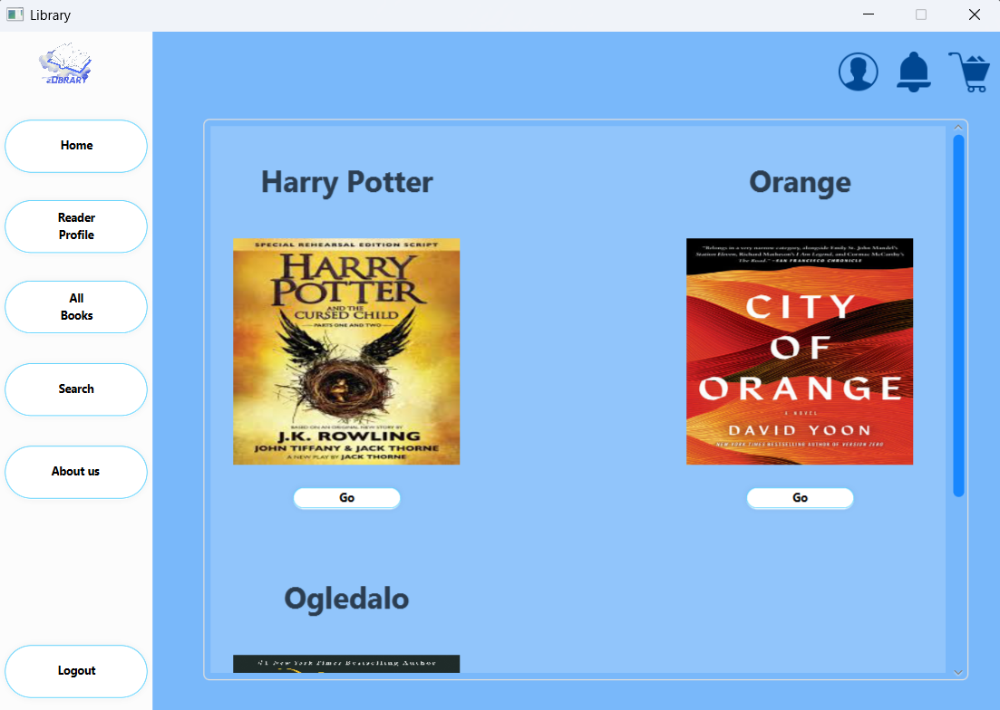 Library
eLIBRARY
Home
Reader
Profile
All
Books
Search
About us
Logout
Harry Potter
SPECIAL REHEARSAL EDITION SCRIPT
HARRY
POTTER
AND THE
CURSED CHILD
PARTS ONE AND TWO
BASED ON AN ORIGINAL NEW STORY BY
J.K. ROWLING
JOHN TIFFANY & JACK THORNE
A NEW PLAY BY JACK THORNE
Go
Orange
"Belongs in a very narrow category, alongside Emily St. John Mandel's
Station Eleven, Richard Matheson's I Am Legend, and Cormac McCarthy's
The Road." —SAN FRANCISCO CHRONICLE
CITY
OF
ORANGE
A NOVEL
DAVID YOON
NEW YORK TIMES BESTSELLING AUTHOR OF VERSION ZERO
Go
Ogledalo
#1 New York Times Bestselling Author